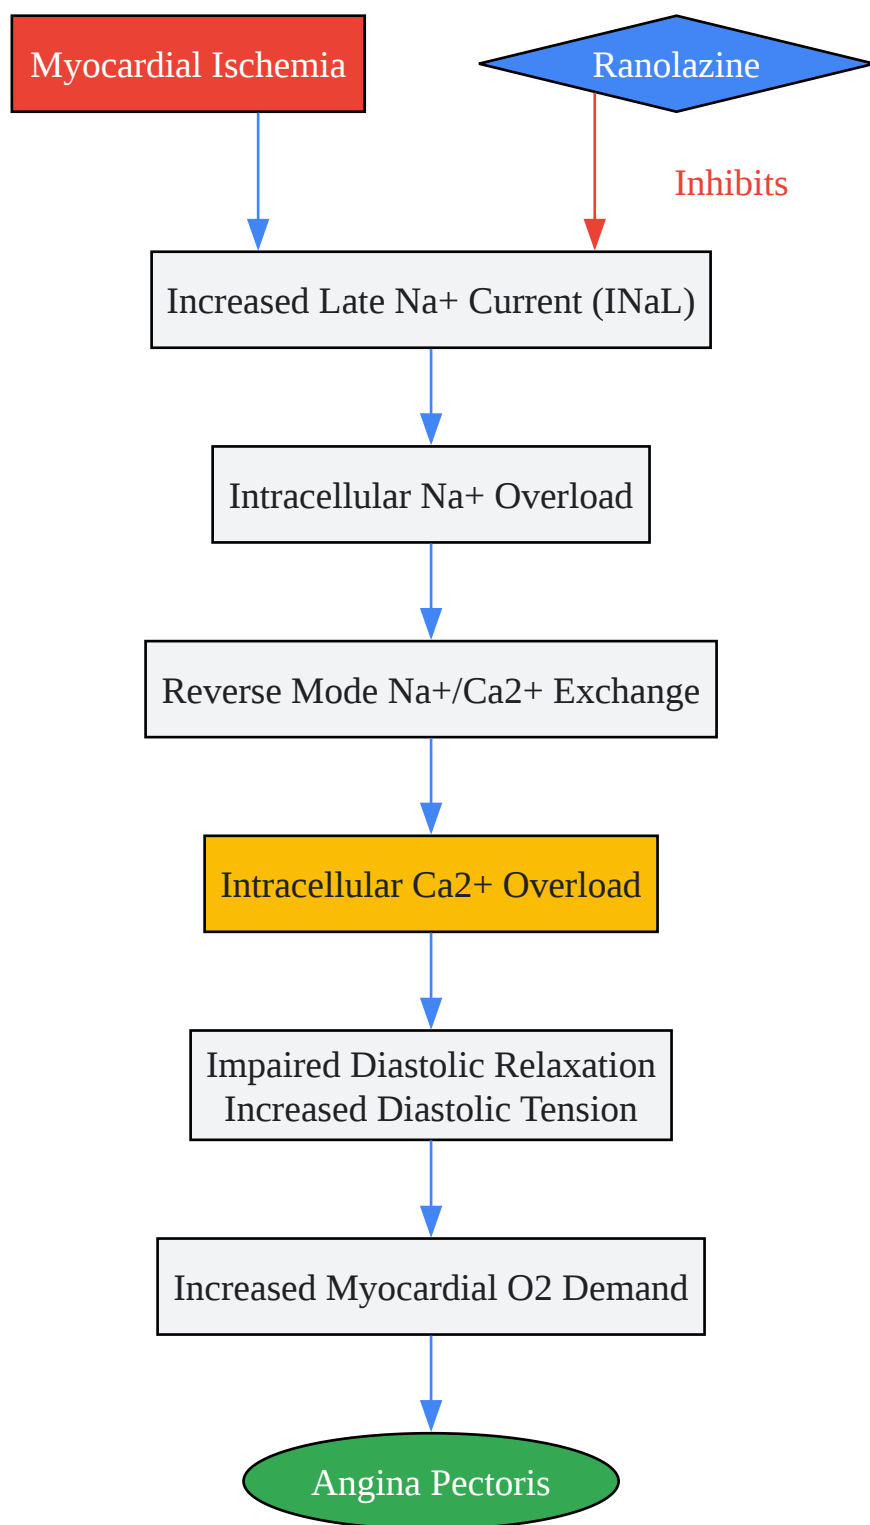 Myocardial Ischemia
Ranolazine
Inhibits
Increased Late Na+ Current (INaL)
Intracellular Na+ Overload
Reverse Mode Na+/Ca2+ Exchange
Intracellular Ca2+ Overload
Impaired Diastolic Relaxation
Increased Diastolic Tension
Increased Myocardial O2 Demand
Angina Pectoris